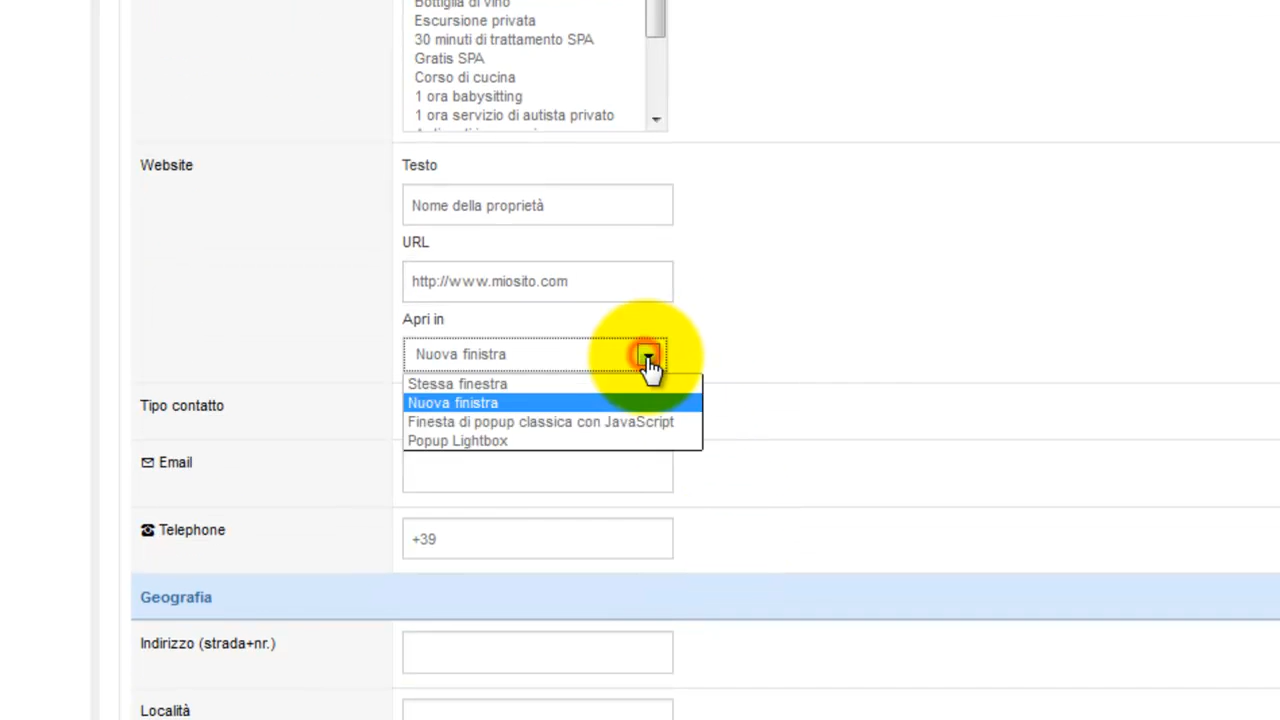 Bottiglia di vino
Escursione privata
30 minuti di trattamento SPA
Gratis SPA
Corso di cucina
1 ora babysitting
1 ora servizio di autista privato
Website
Testo
Nome della proprietà
URL
http://www.miosito.com
Apri in
Nuova finistra
Stessa finestra
Nuova finistra
Finesta di popup classica con JavaScript
Popup Lightbox
Tipo contatto
Email
Telephone
+39
Geografia
Indirizzo (strada+nr.)
Località